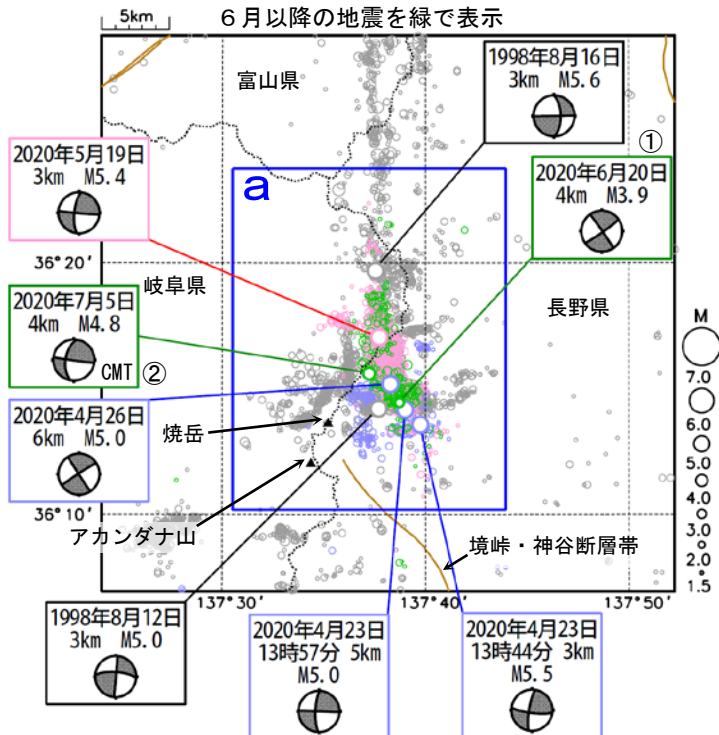 5km
６月以降の地震を緑で表示
1998年8月16日
3km M5.6
富山県
①
2020年5月19日
3km M5.4
a
2020年6月20日
4km M3.9
36° 20′
岐阜県
長野県
2020年7月5日
4km M4.8
CMT ②
M
7.0
6.0
5.0
4.0
3.0
2.0
1.5
2020年4月26日
6km M5.0
焼岳
36° 10′
アカンダナ山
境峠・神谷断層帯
137°30′
137°40′
137°50′
1998年8月12日
3km M5.0
2020年4月23日
13時57分 5km
M5.0
2020年4月23日
13時44分 3km
M5.5